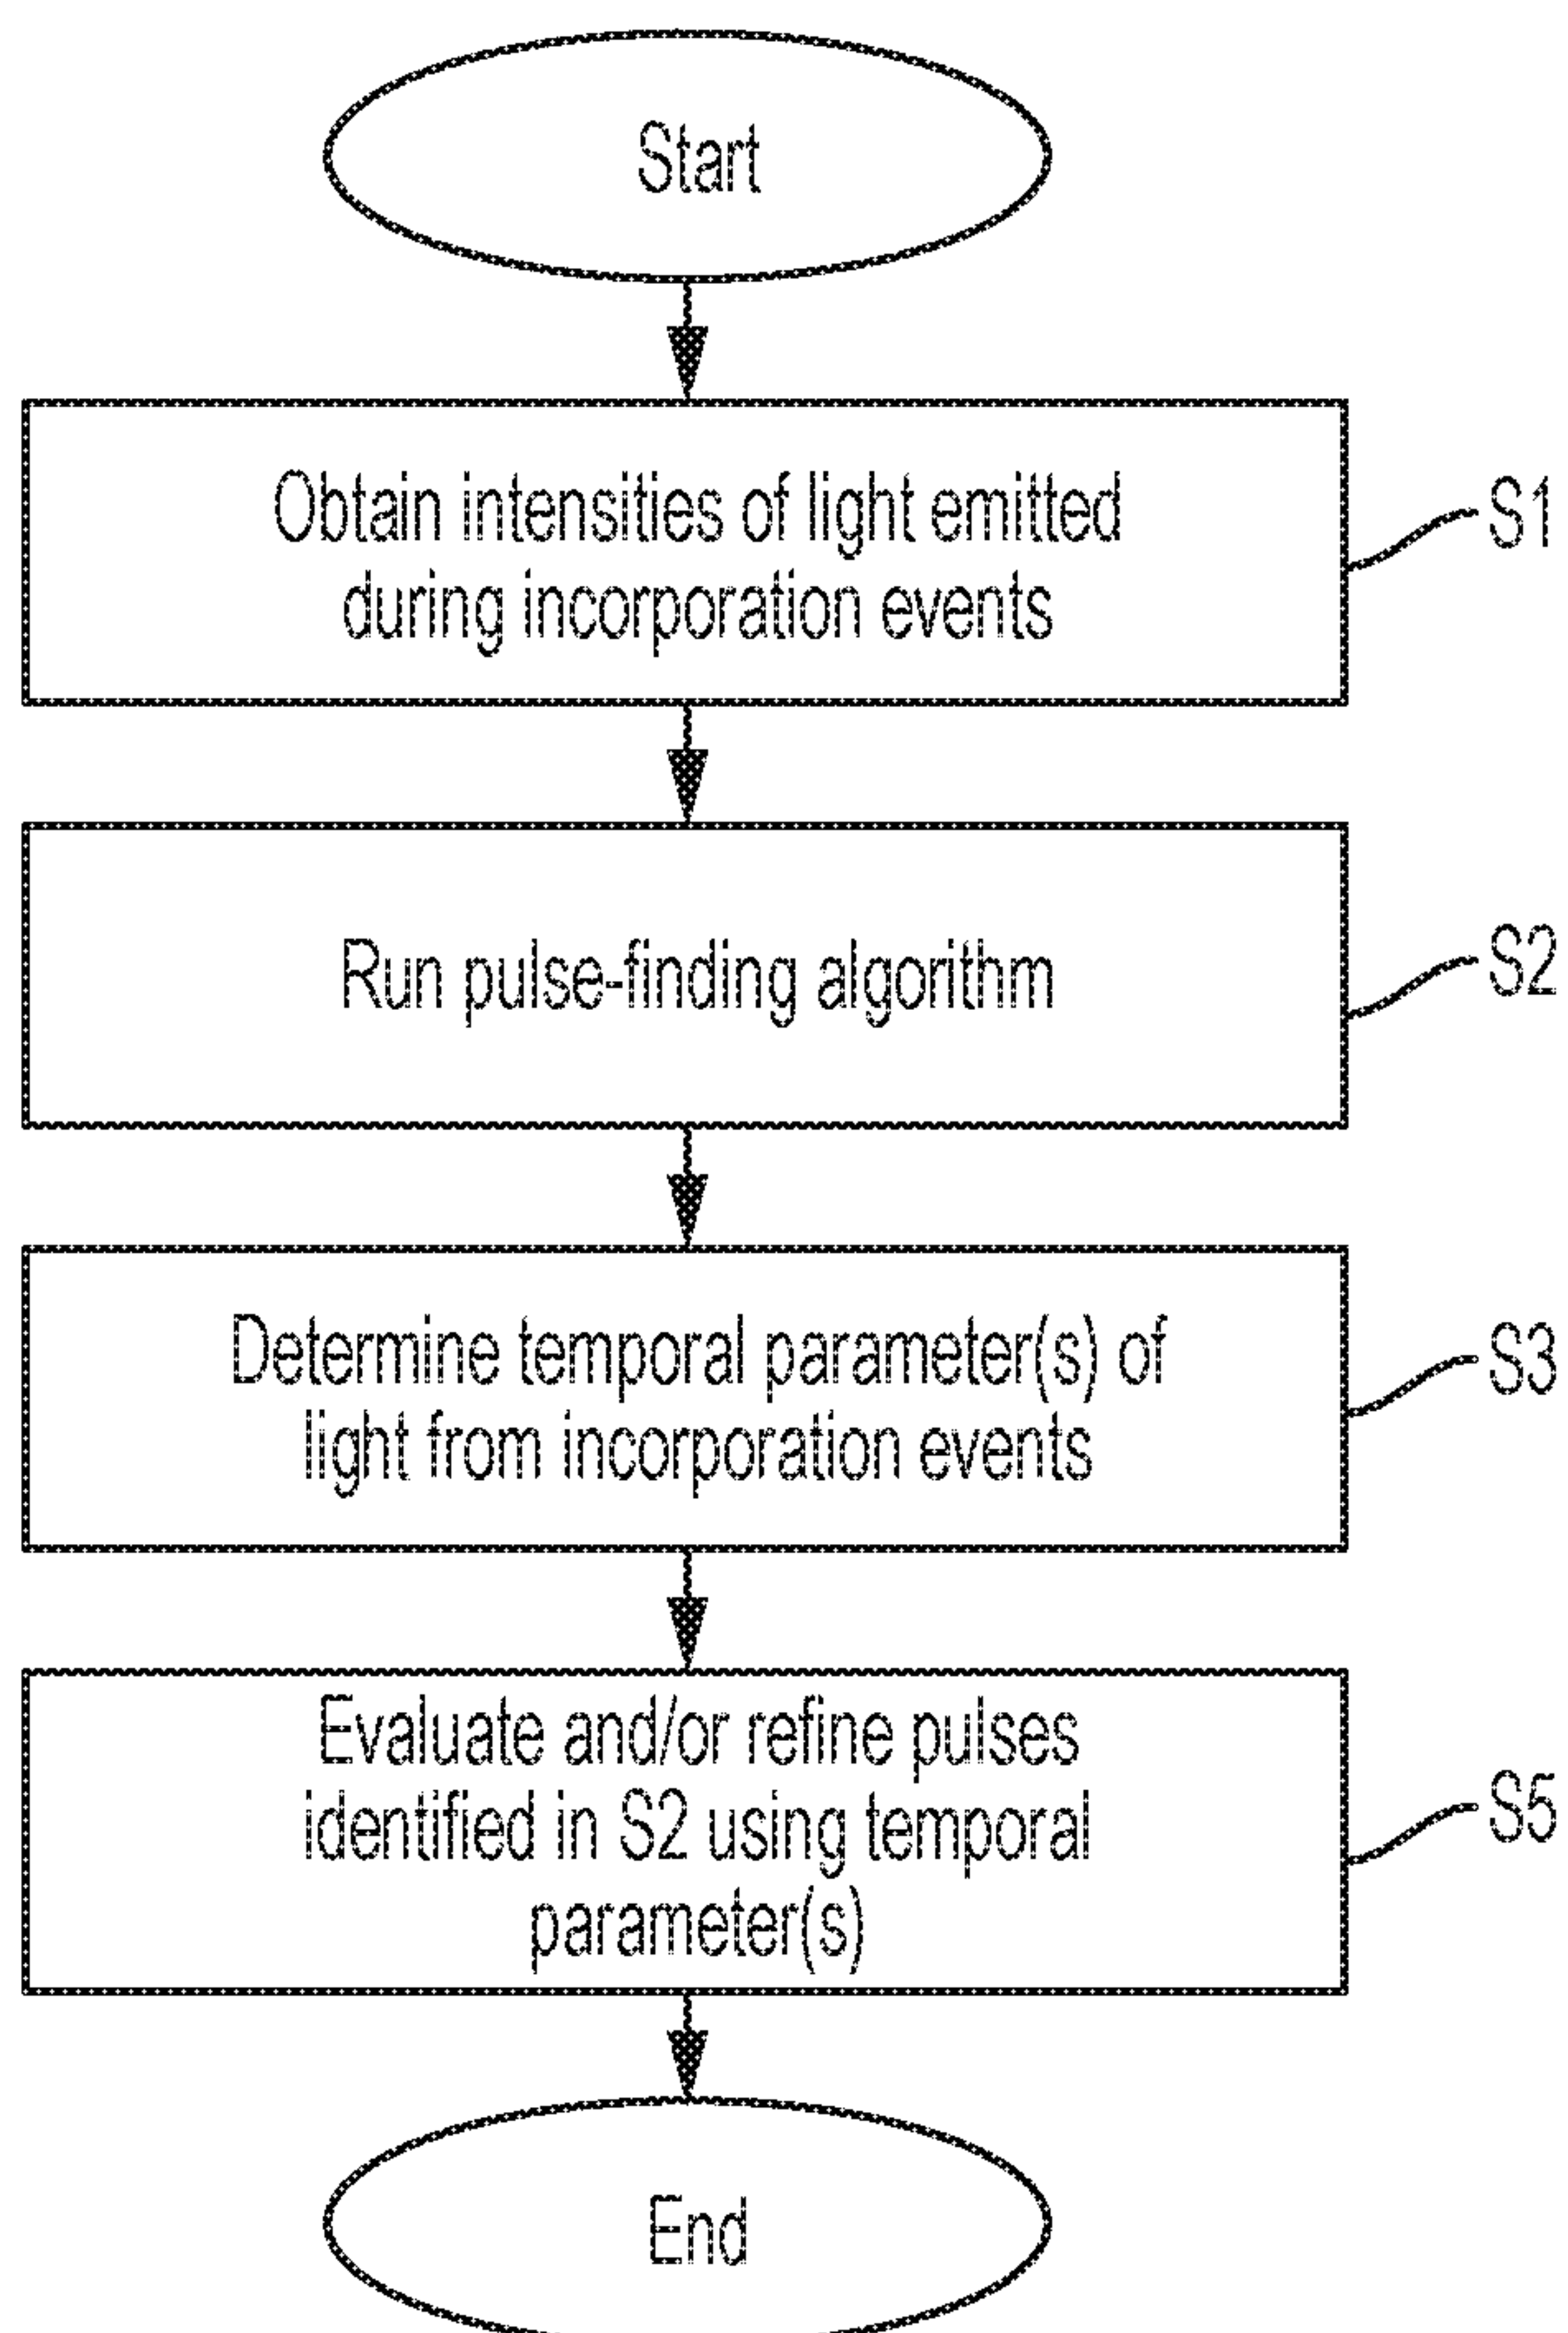 Start
Obtain intensities of light emitted
during incorporation events
S1
Run pulse-finding algorithm
S2
Determine temporal parameter(s) of
light from incorporation events
S3
Evaluate and/or refine pulses
identified in S2 using temporal
parameter(s)
S5
End